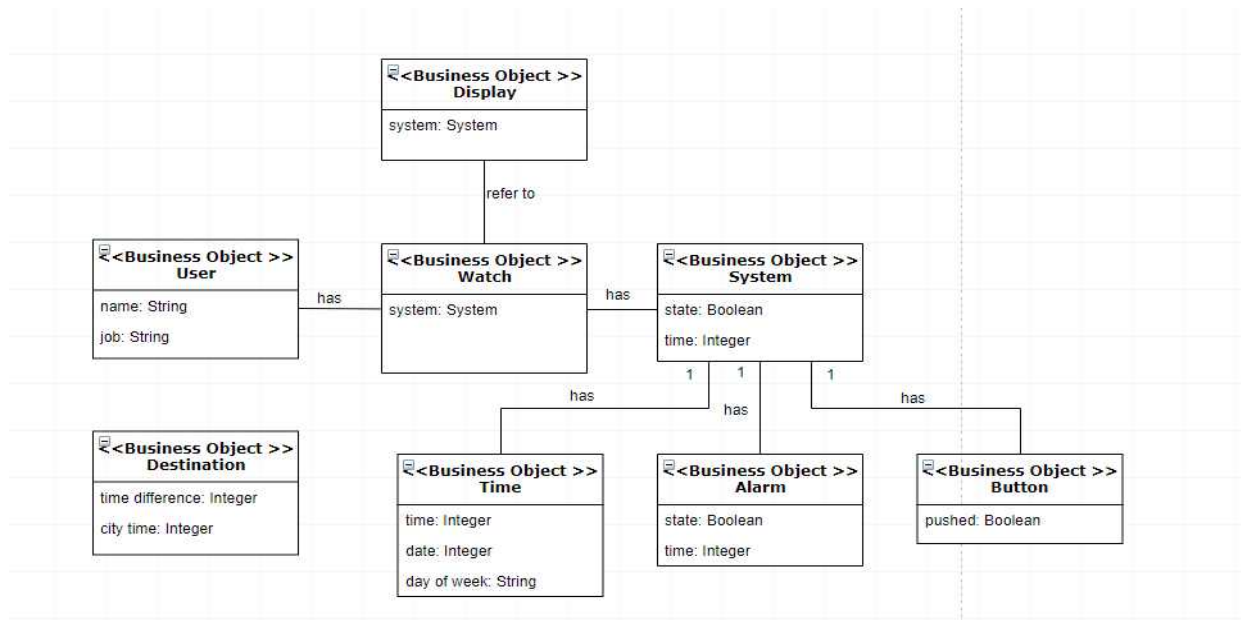 <<Business Object >>
Display
system: System
refer to
<<Business Object >>
User
name: String
job: String
has
<<Business Object >>
Watch
system: System
has
<<Business Object >>
System
state: Boolean
time: Integer
1
1
1
has
has
has
<<Business Object >>
Destination
time difference: Integer
city time: Integer
<<Business Object >>
Time
time: Integer
date: Integer
day of week: String
<<Business Object >>
Alarm
state: Boolean
time: Integer
<<Business Object >>
Button
pushed: Boolean